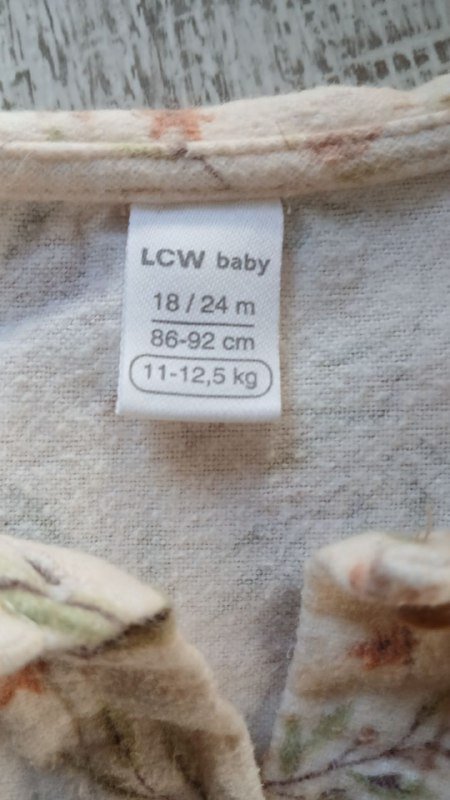 LCW baby
18 / 24 m
86-92 cm
11-12,5 kg